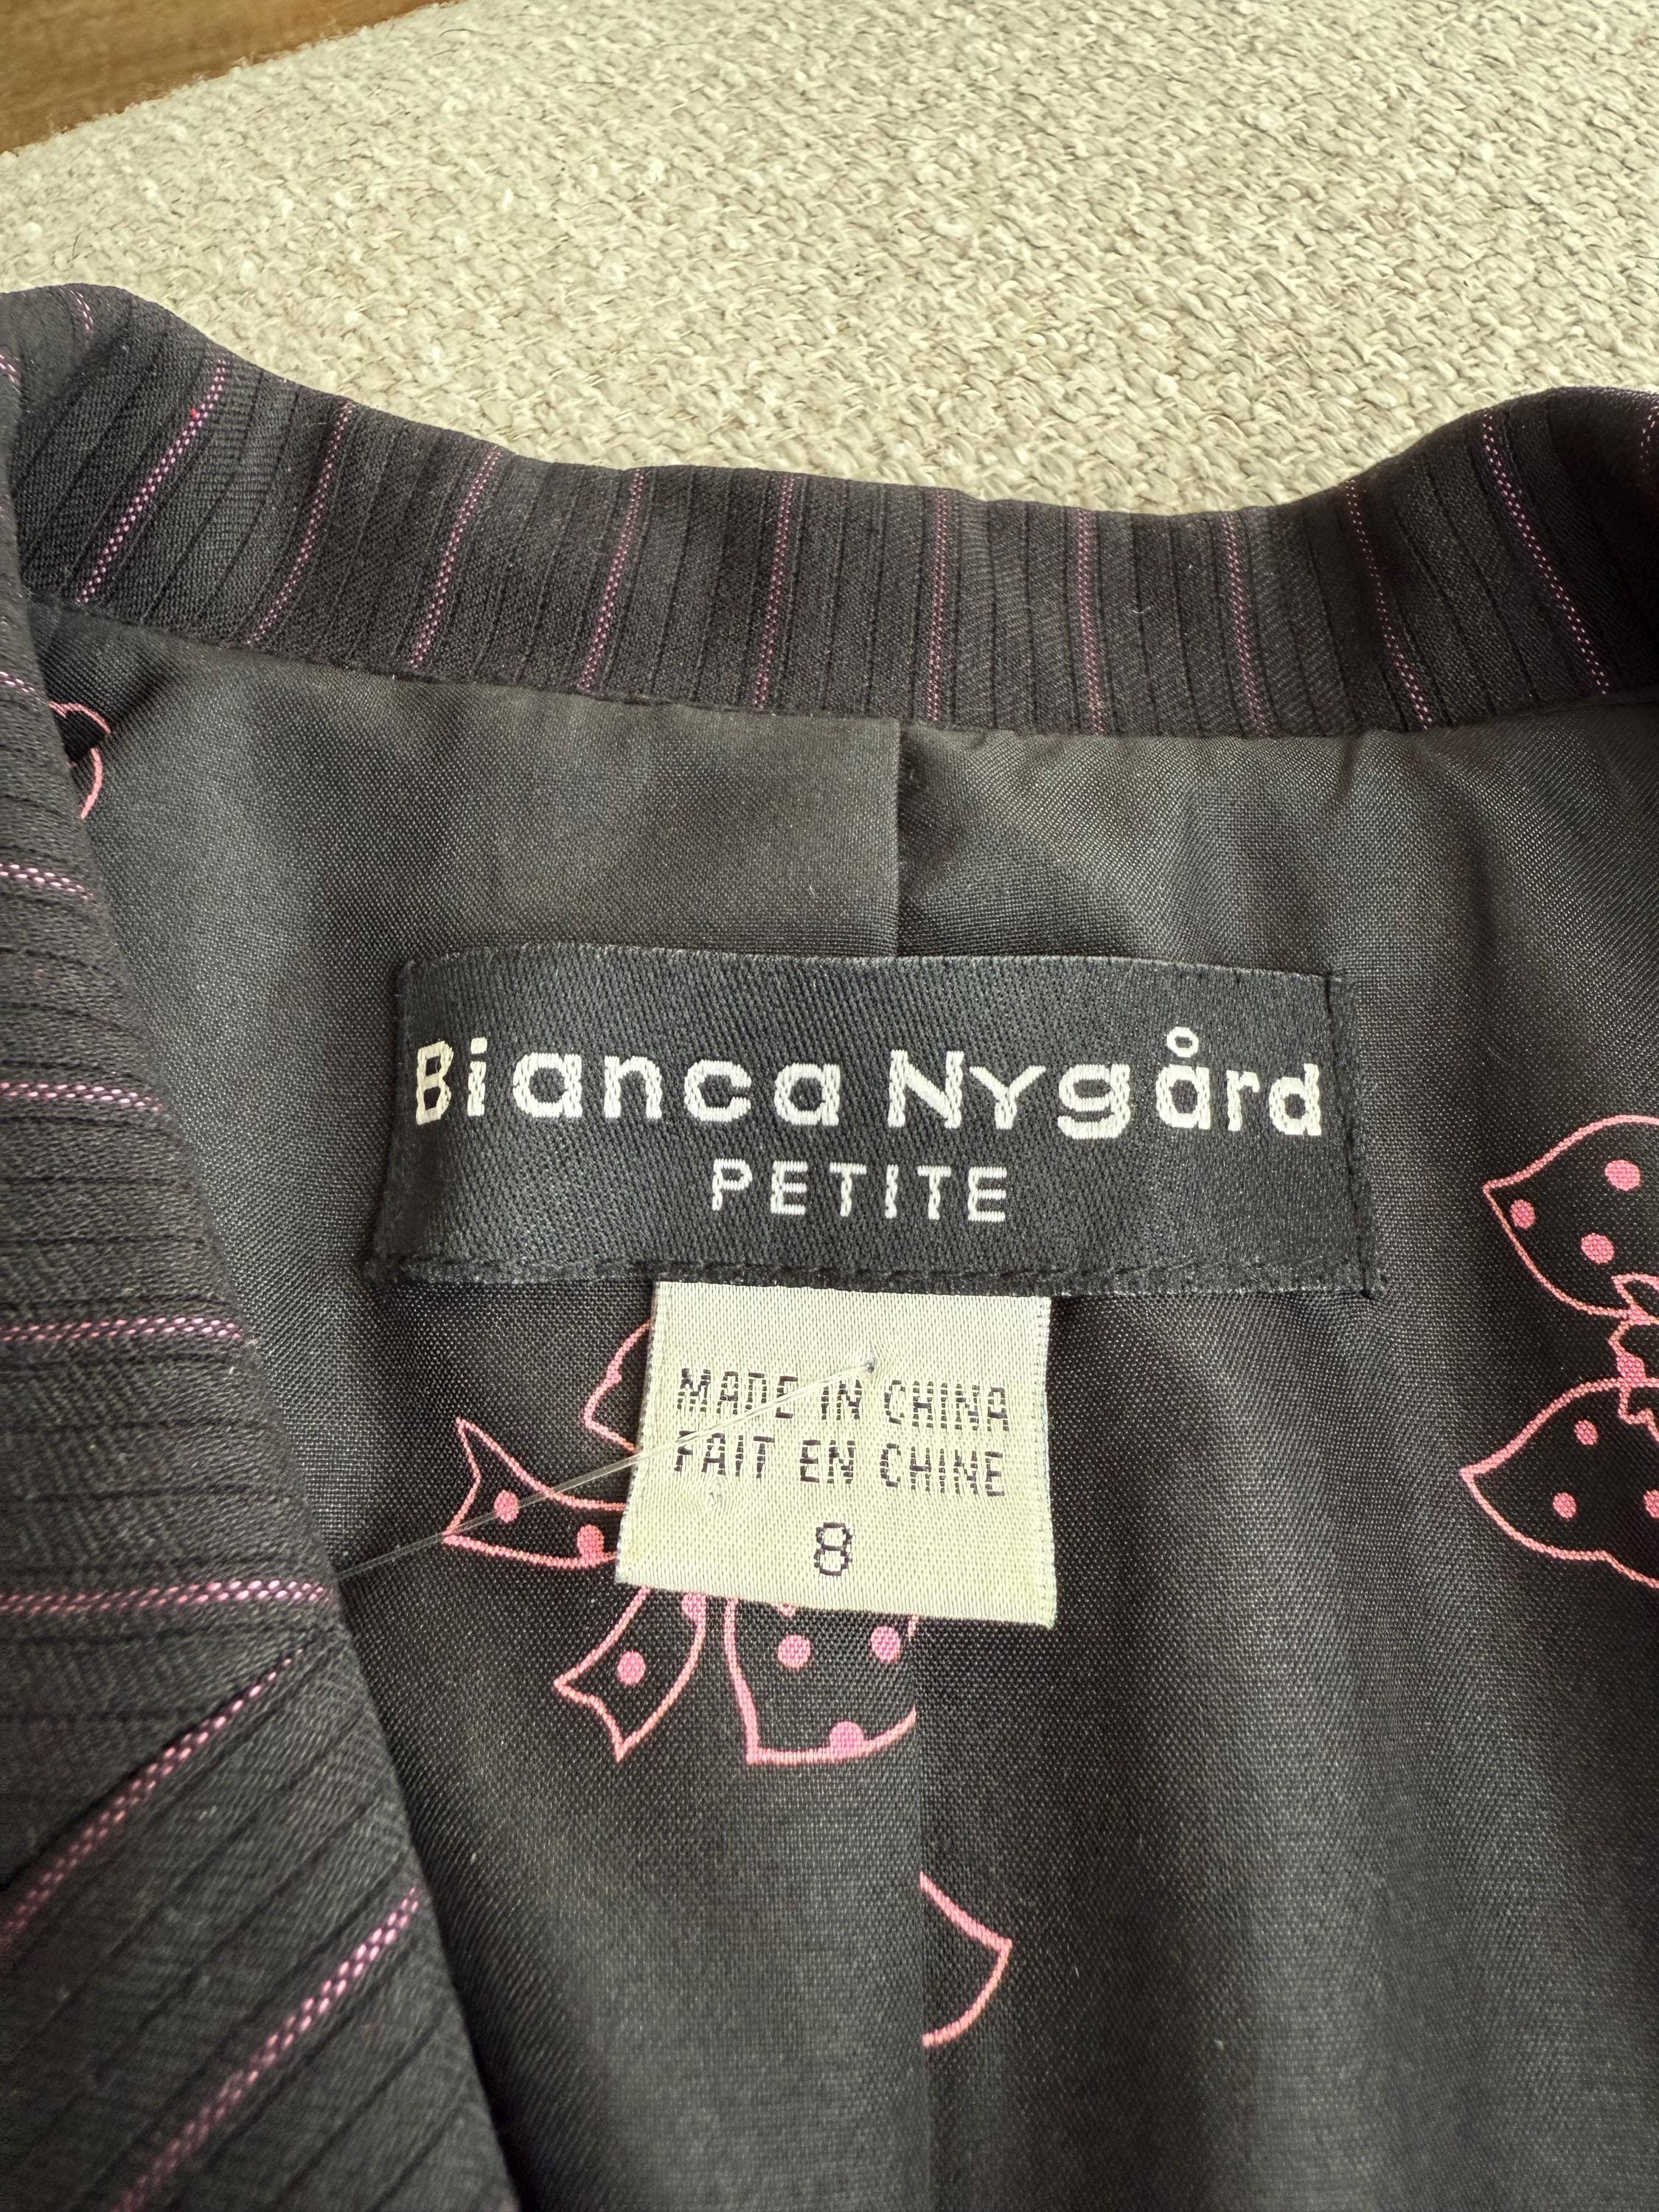 Bianca Nygård
PETITE
MADE IN CHINA
FAIT EN CHINE
8